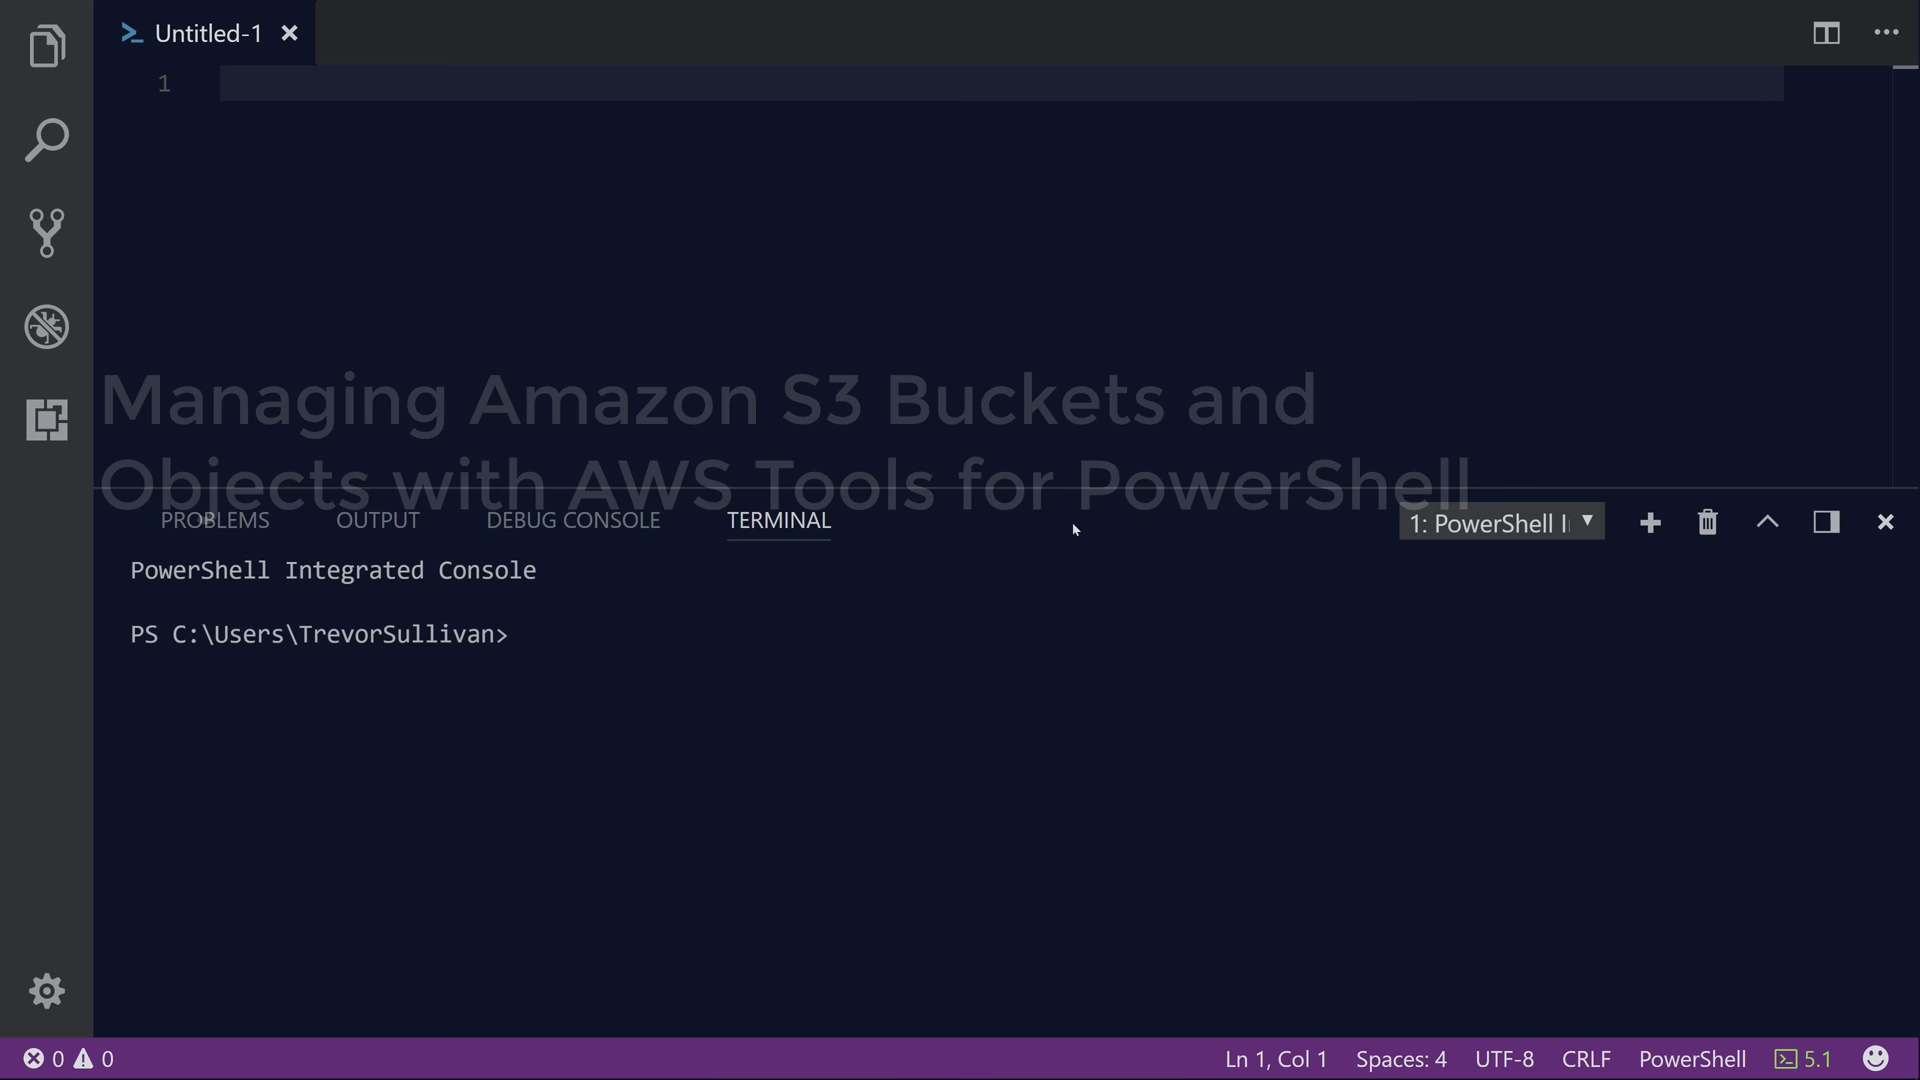 Untitled-1
1
Managing Amazon S3 Buckets and
Objects with AWS Tools for PowerShell
PROBLEMS OUTPUT DEBUG CONSOLE TERMINAL 1: PowerShell I
PowerShell Integrated Console
PS C:\Users\TrevorSullivan>
0 0 Ln 1, Col 1 Spaces: 4 UTF-8 CRLF PowerShell 5.1